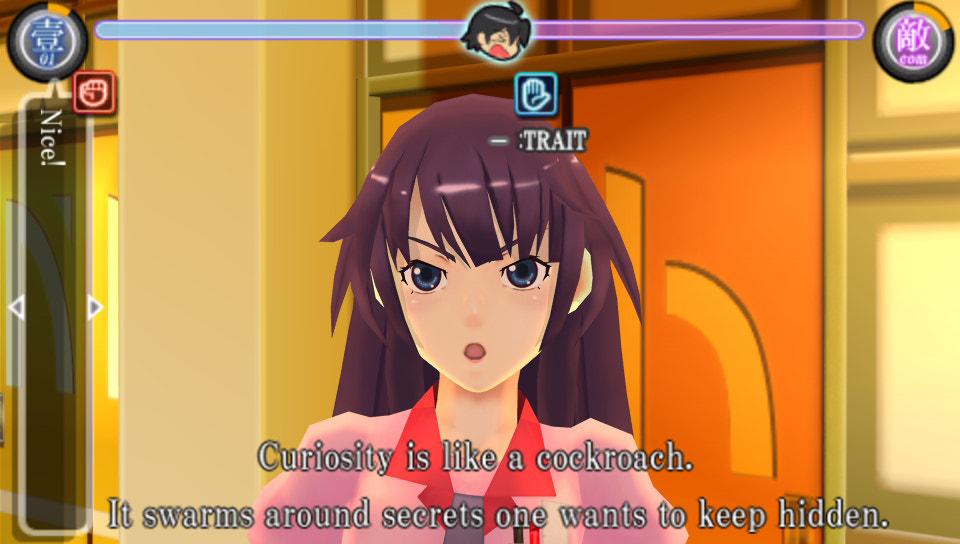 壹
01
敵
com
Nice!
— :TRAIT
Curiosity is like a cockroach.
It swarms around secrets one wants to keep hidden.